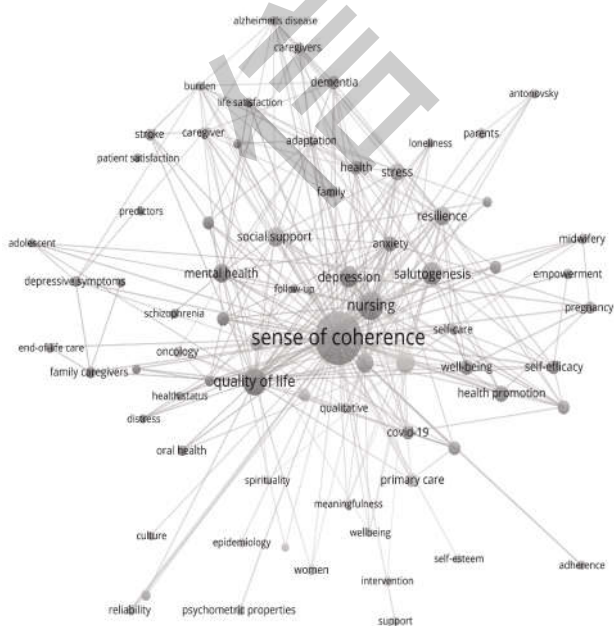 alzheimer's disease
caregivers
dementia
burden
life satisfaction
antonovsky
stroke
caregiver
adaptation
loneliness
parents
patient satisfaction
health
stress
family
predictors
resilience
adolescent
social support
anxiety
midwifery
depressive symptoms
mental health
depression
salutogenesis
empowerment
follow-up
nursing
pregnancy
schizophrenia
sense of coherence
self-care
end-of-life care
oncology
family caregivers
quality of life
well-being
self-efficacy
health status
health promotion
distress
qualitative
oral health
covid-19
spirituality
primary care
meaningfulness
culture
epidemiology
wellbeing
self-esteem
women
intervention
adherence
reliability
psychometric properties
support